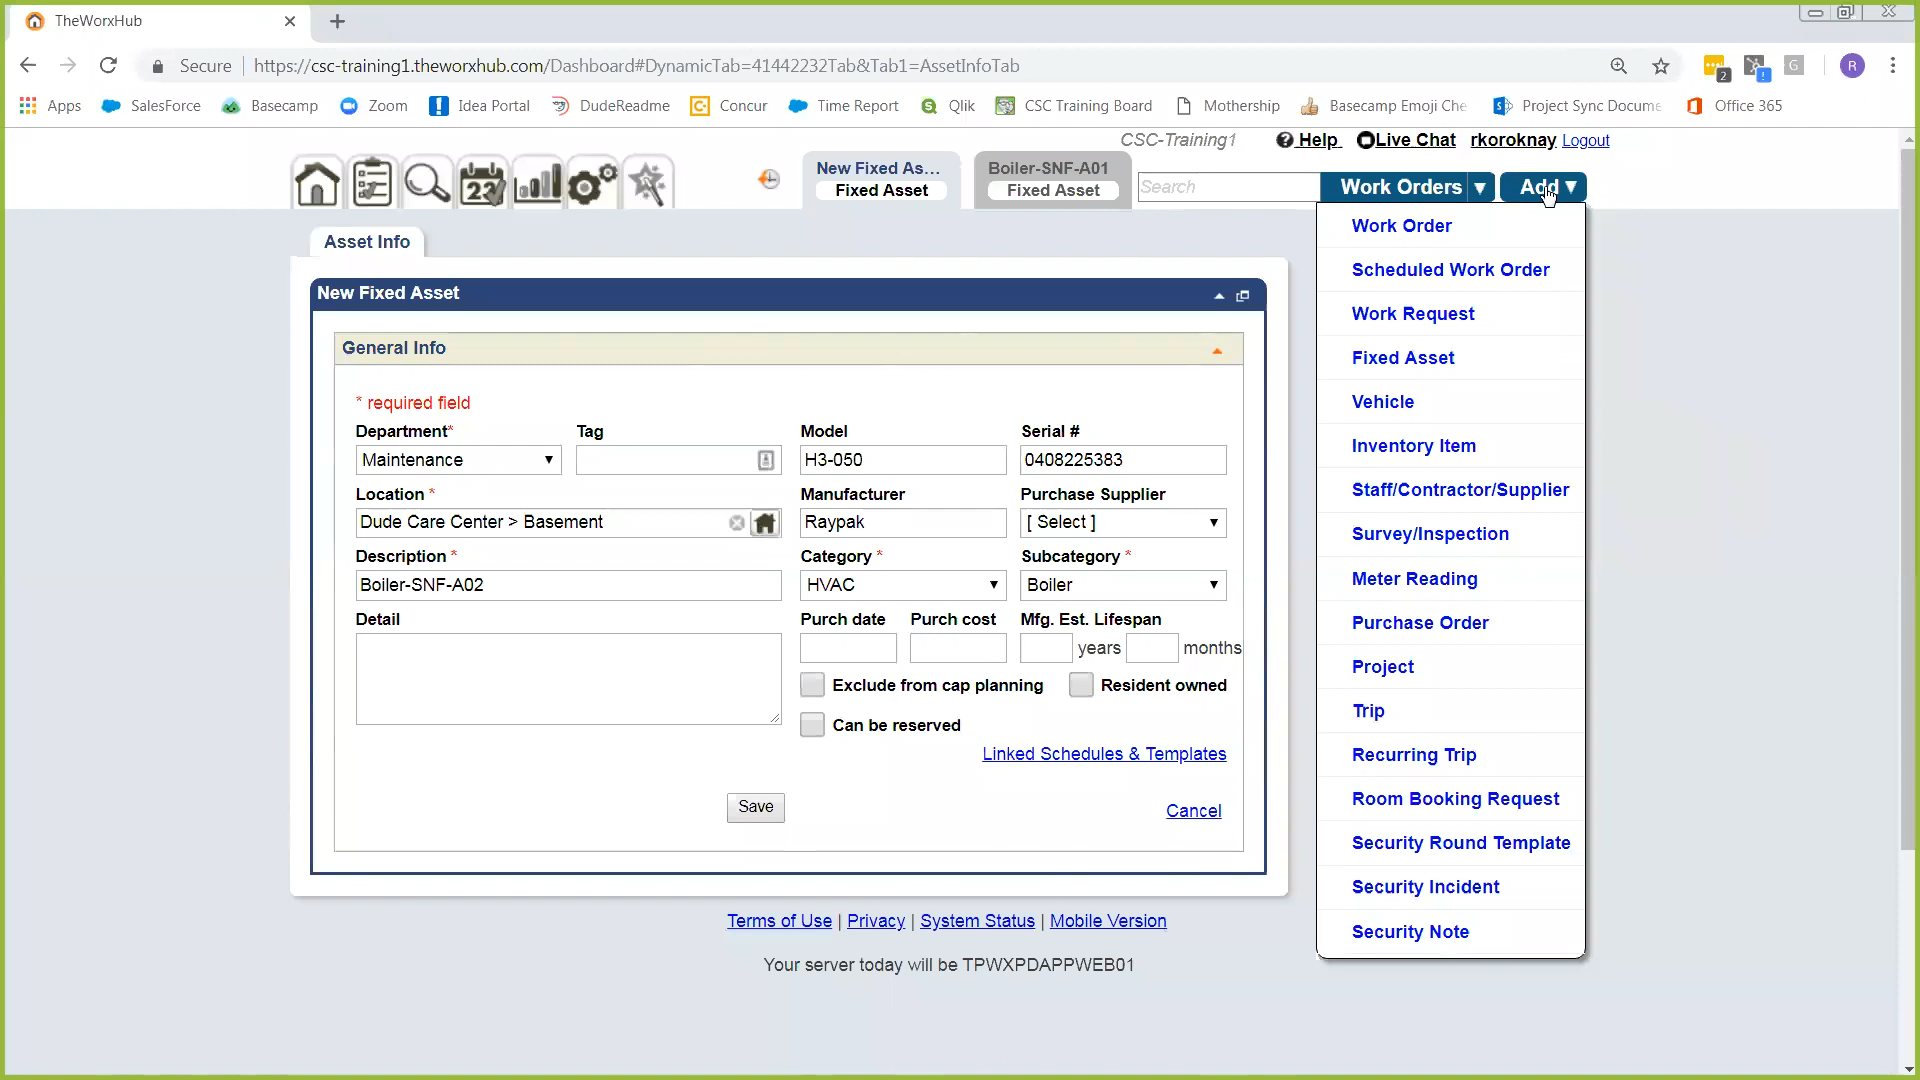 TheWorxHub
Secure https://csc-training1.theworxhub.com/Dashboard#DynamicTab=41442232Tab&Tab1=AssetInfoTab
2 ! G R
Apps SalesForce Basecamp Zoom Idea Portal DudeReadme Concur Time Report Qlik CSC Training Board Mothership Basecamp Emoji Che Project Sync Docume Office 365
CSC-Training1 Help Live Chat rkoroknay Logout
New Fixed As...
Fixed Asset
Boiler-SNF-A01
Fixed Asset
Search
Work Orders ▼
Add ▼
Asset Info
New Fixed Asset
General Info
* required field
Department* Tag Model Serial #
Maintenance H3-050 0408225383
Location * Manufacturer Purchase Supplier
Dude Care Center > Basement Raypak [ Select ]
Description * Category * Subcategory *
Boiler-SNF-A02 HVAC Boiler
Detail Purch date Purch cost Mfg. Est. Lifespan
years months
Exclude from cap planning Resident owned
Can be reserved
Linked Schedules & Templates
Save Cancel
Work Order
Scheduled Work Order
Work Request
Fixed Asset
Vehicle
Inventory Item
Staff/Contractor/Supplier
Survey/Inspection
Meter Reading
Purchase Order
Project
Trip
Recurring Trip
Room Booking Request
Security Round Template
Security Incident
Security Note
Terms of Use | Privacy | System Status | Mobile Version
Your server today will be TPWXPDAPPWEB01